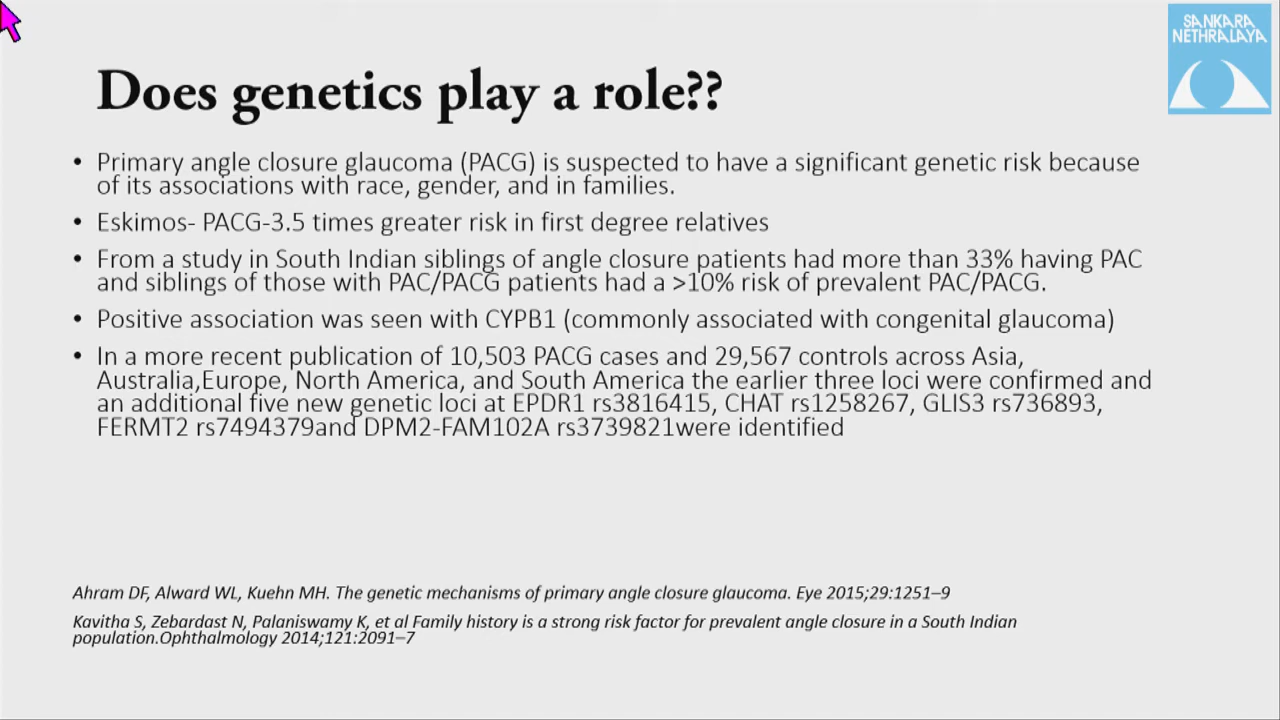 SANKARA
NETHRALAYA
Does genetics play a role??
• Primary angle closure glaucoma (PACG) is suspected to have a significant genetic risk because
of its associations with race, gender, and in families.
• Eskimos- PACG-3.5 times greater risk in first degree relatives
• From a study in South Indian siblings of angle closure patients had more than 33% having PAC
and siblings of those with PAC/PACG patients had a >10% risk of prevalent PAC/PACG.
• Positive association was seen with CYPB1 (commonly associated with congenital glaucoma)
• In a more recent publication of 10,503 PACG cases and 29,567 controls across Asia,
Australia,Europe, North America, and South America the earlier three loci were confirmed and
an additional five new genetic loci at EPDR1 rs3816415, CHAT rs1258267, GLIS3 rs736893,
FERMT2 rs7494379and DPM2-FAM102A rs3739821were identified
Ahram DF, Alward WL, Kuehn MH. The genetic mechanisms of primary angle closure glaucoma. Eye 2015;29:1251–9
Kavitha S, Zebardast N, Palaniswamy K, et al Family history is a strong risk factor for prevalent angle closure in a South Indian
population.Ophthalmology 2014;121:2091–7